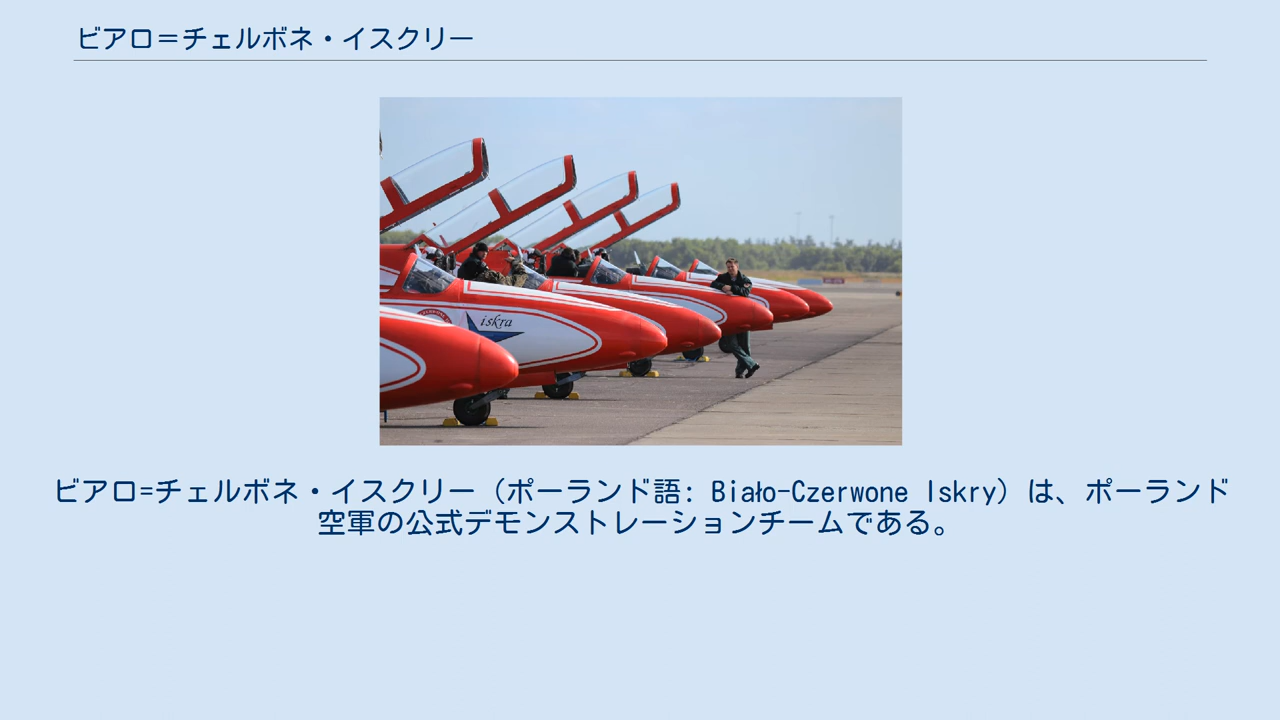 ビアロ＝チェルボネ・イスクリー
iskra
ビアロ=チェルボネ・イスクリー（ポーランド語: Biało-Czerwone Iskry）は、ポーランド
空軍の公式デモンストレーションチームである。